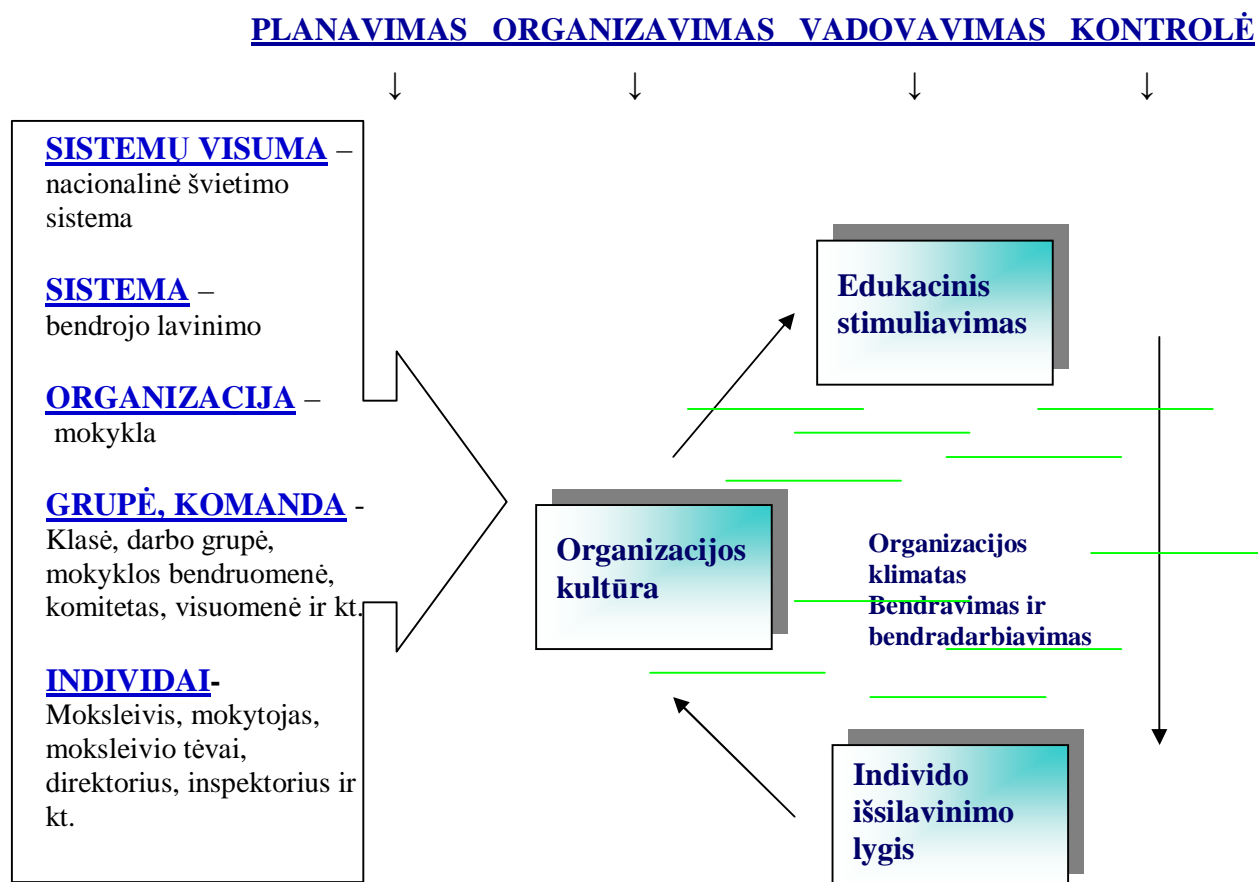 PLANAVIMAS ORGANIZAVIMAS VADOVAVIMAS KONTROLĖ
↓ ↓ ↓ ↓
SISTEMŲ VISUMA –
nacionalinė švietimo
sistema
SISTEMA –
bendrojo lavinimo
ORGANIZACIJA –
mokykla
GRUPĖ, KOMANDA -
Klasė, darbo grupė,
mokyklos bendruomenė,
komitetas, visuomenė ir kt.
INDIVIDAI-
Moksleivis, mokytojas,
moksleivio tėvai,
direktorius, inspektorius ir
kt.
Edukacinis
stimuliavimas
Organizacijos
kultūra
Organizacijos
klimatas
Bendravimas ir
bendradarbiavimas
Individo
išsilavinimo
lygis